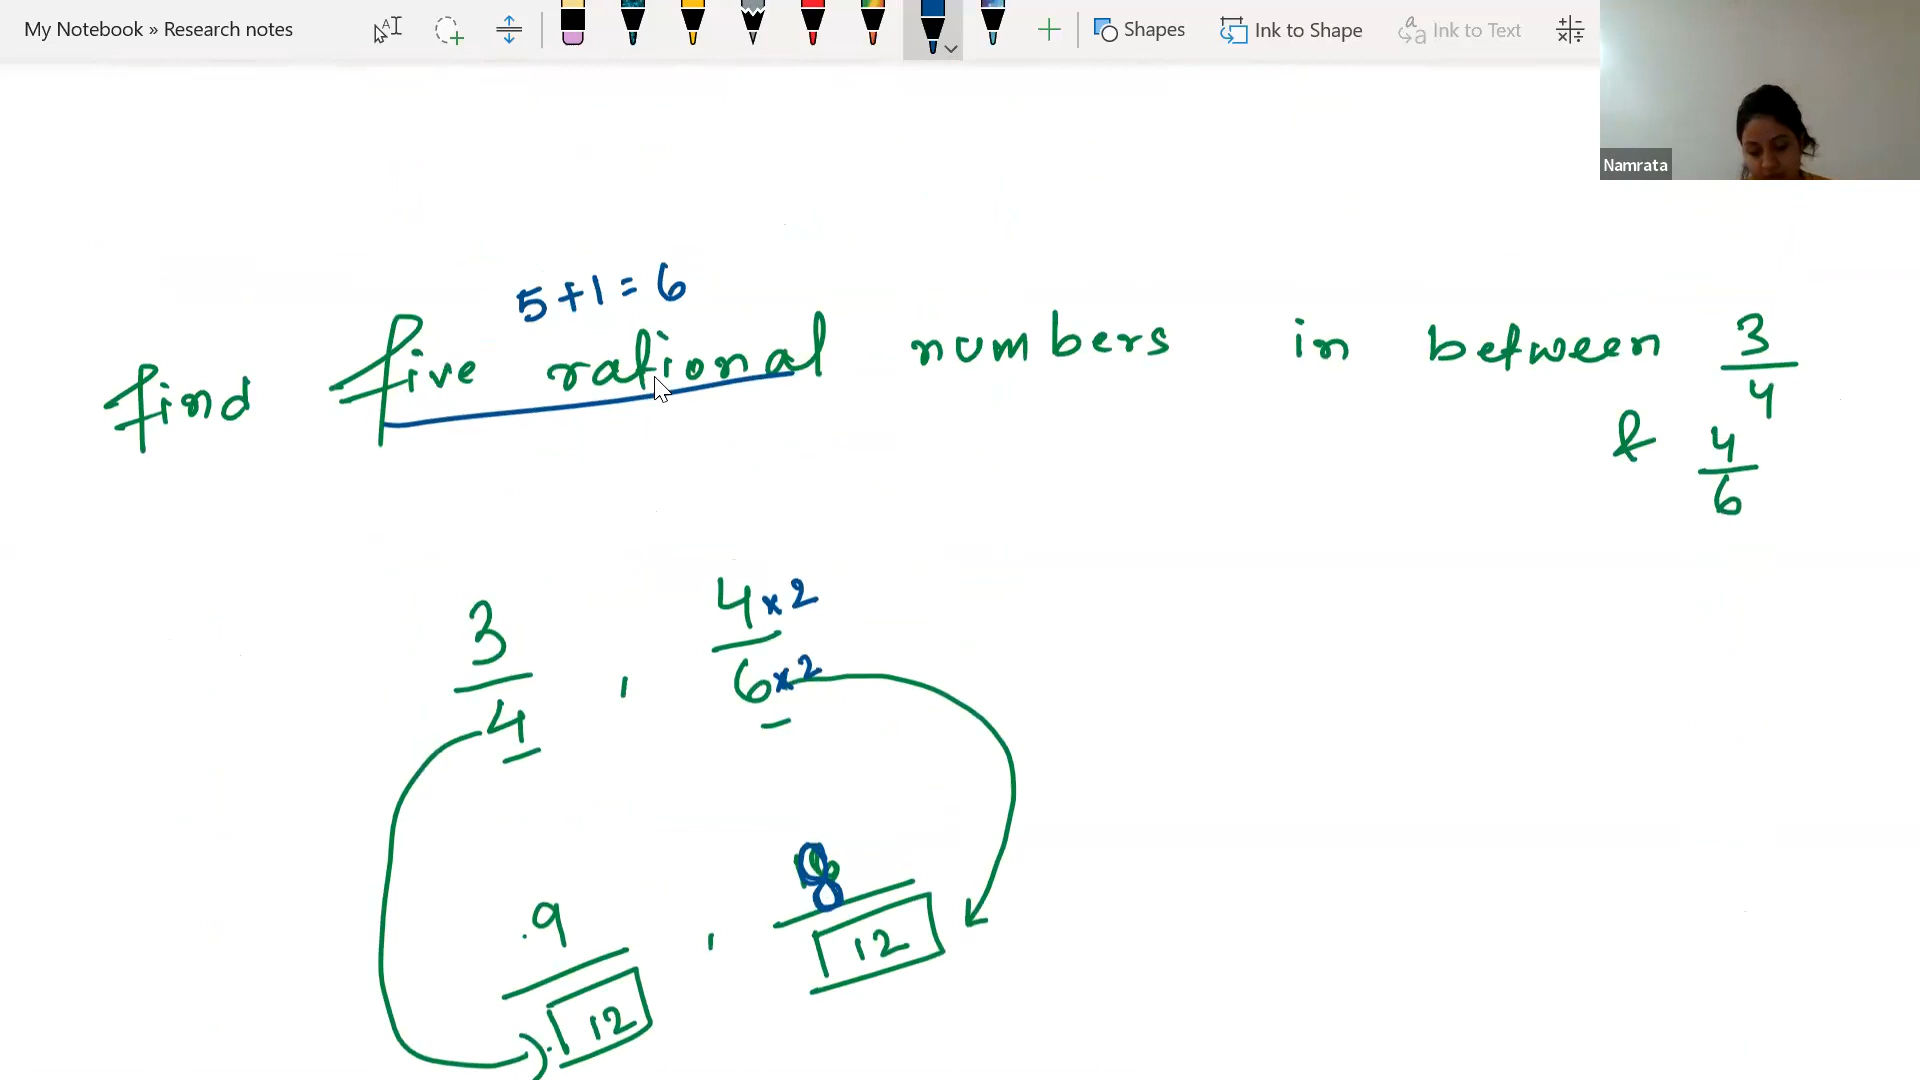 My Notebook » Research notes
Shapes
Ink to Shape
Ink to Text
Namrata
5+1=6
find five rational numbers in between 3/4
& 4/6
3/4 , 4×2/6×2
9/12 , 8/12